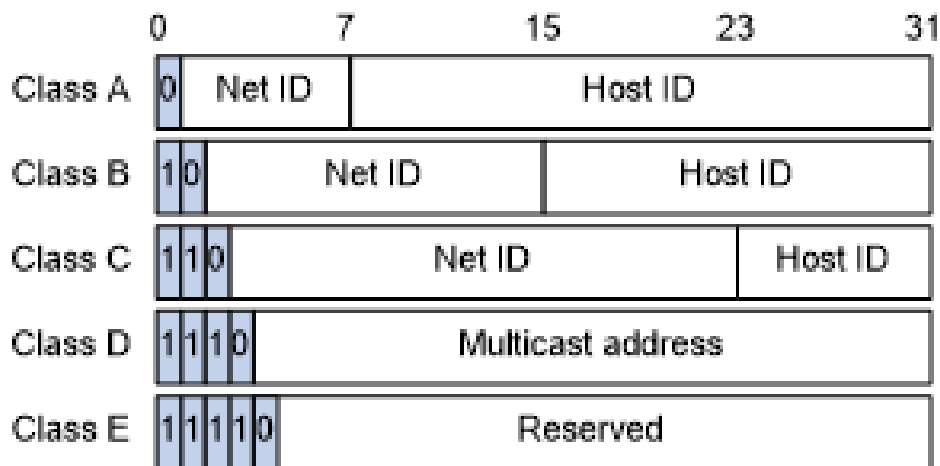 0 7 15 23 31
Class A 0 Net ID Host ID
Class B 1 0 Net ID Host ID
Class C 1 1 0 Net ID Host ID
Class D 1 1 1 0 Multicast address
Class E 1 1 1 1 0 Reserved